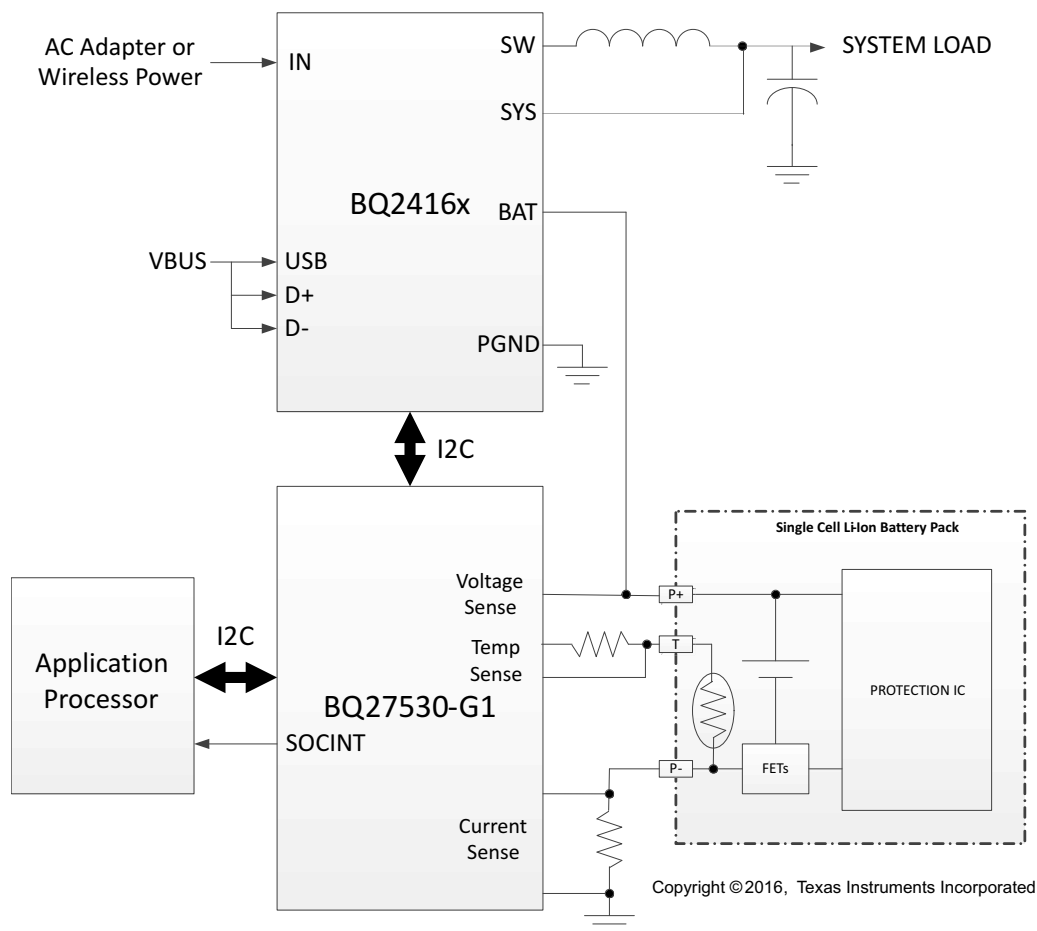 AC Adapter or
Wireless Power
IN
SW
SYSTEM LOAD
SYS
BQ2416x
BAT
VBUS
USB
D+
D-
PGND
I2C
Single Cell Li-Ion Battery Pack
Voltage
Sense
P+
I2C
Temp
Sense
T
Application
Processor
BQ27530-G1
PROTECTION IC
SOCINT
P-
FETs
Current
Sense
Copyright © 2016, Texas Instruments Incorporated